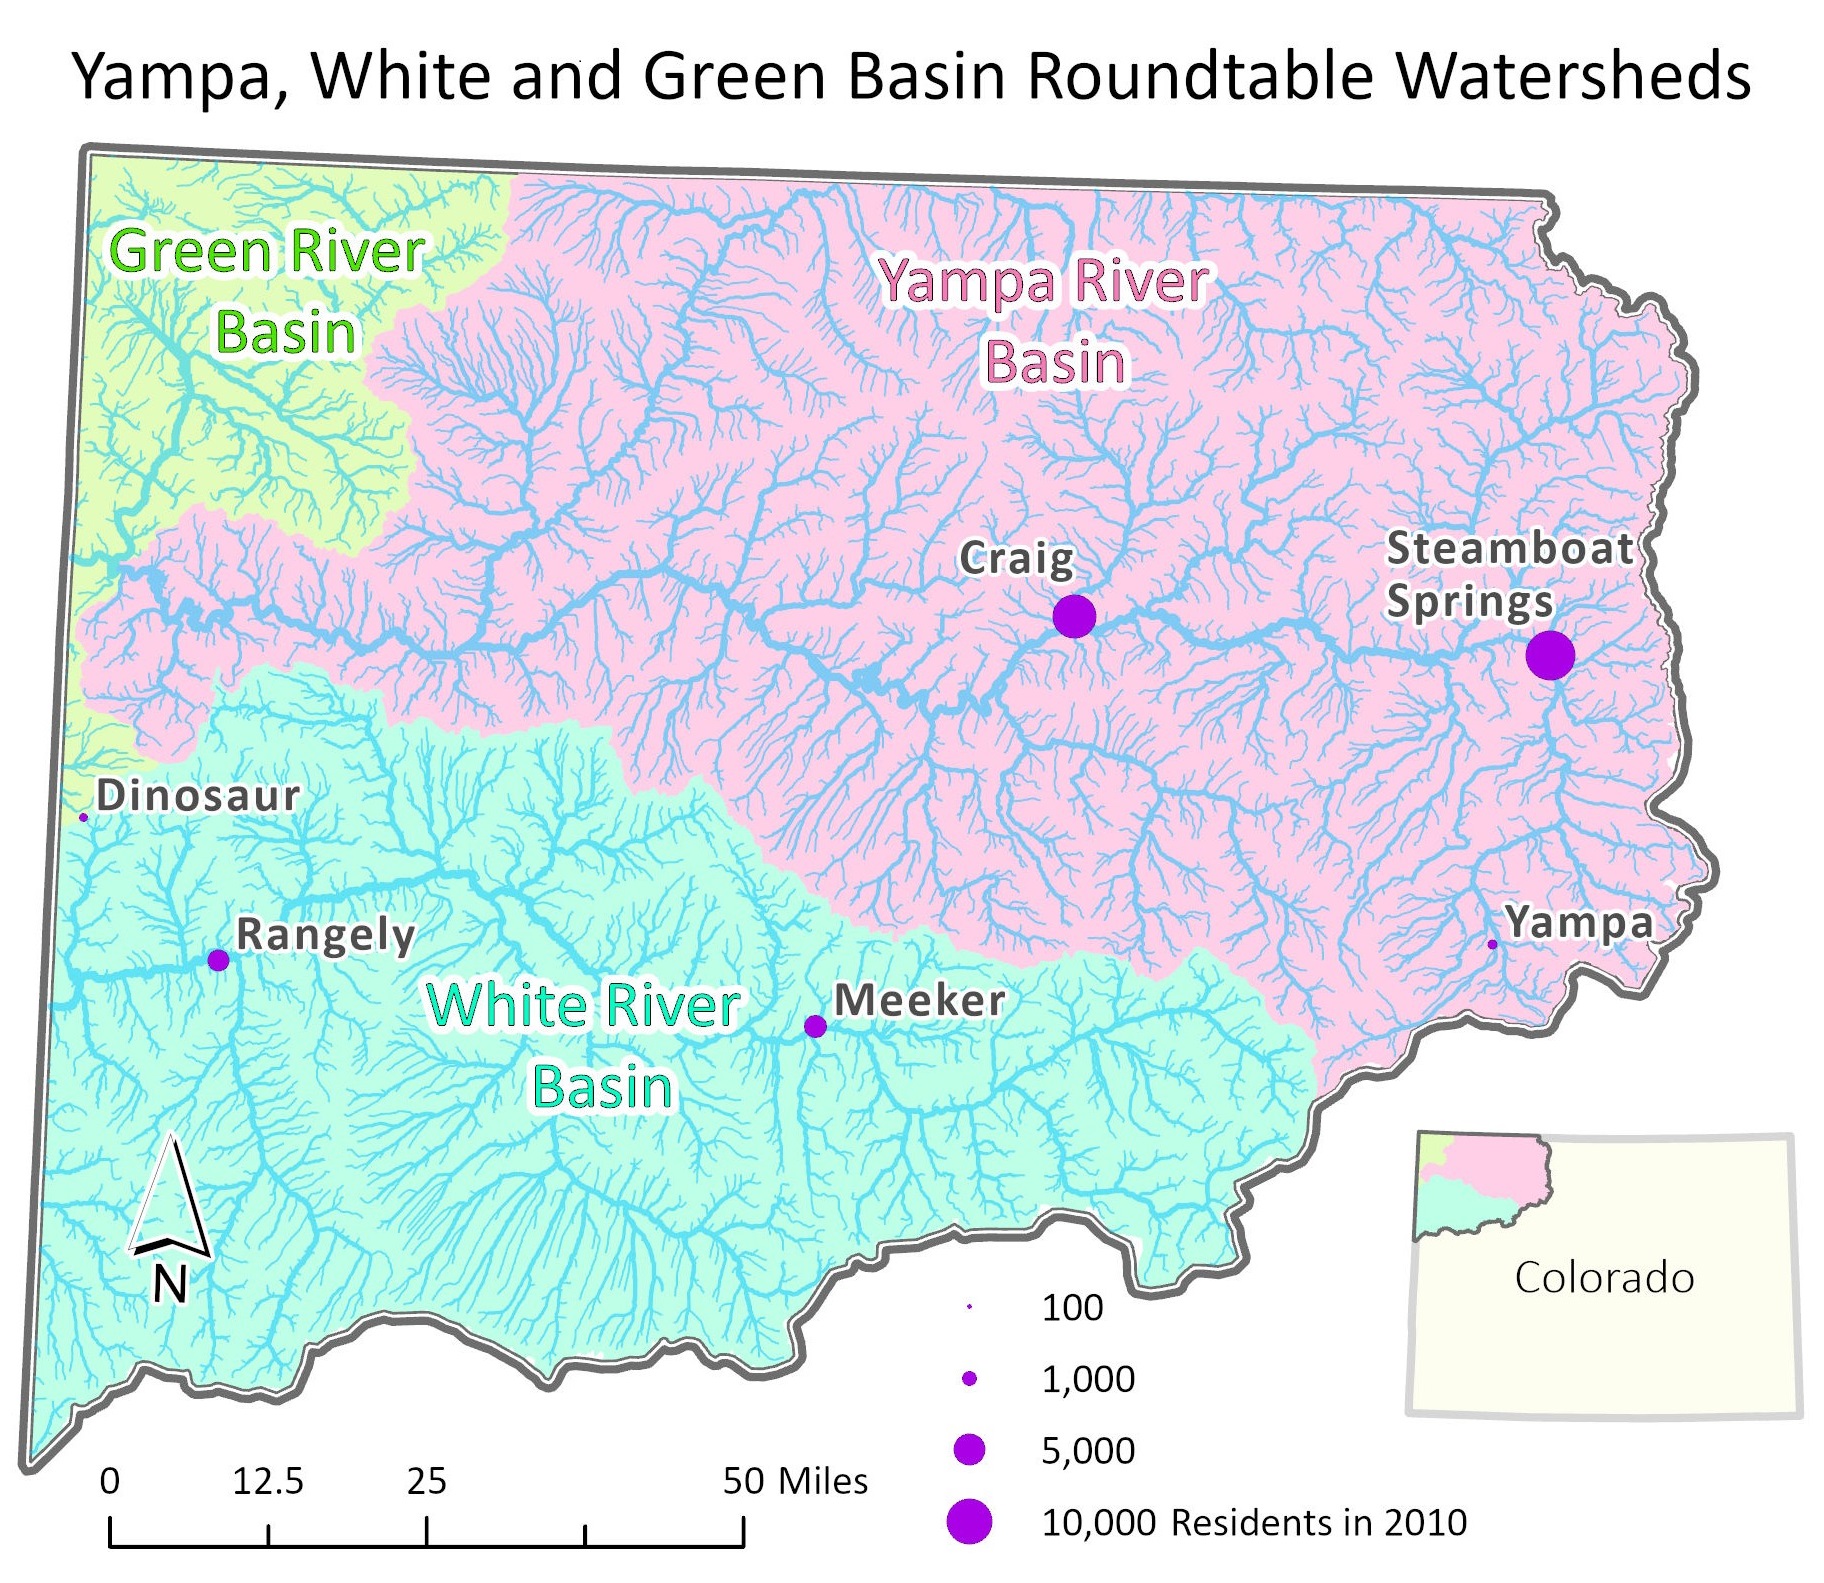 Yampa, White and Green Basin Roundtable Watersheds
Green River
Basin
Yampa River
Basin
Craig
Steamboat
Springs
Dinosaur
Rangely
Yampa
White River
Basin
Meeker
N
Colorado
100
1,000
5,000
10,000 Residents in 2010
0 12.5 25 50 Miles